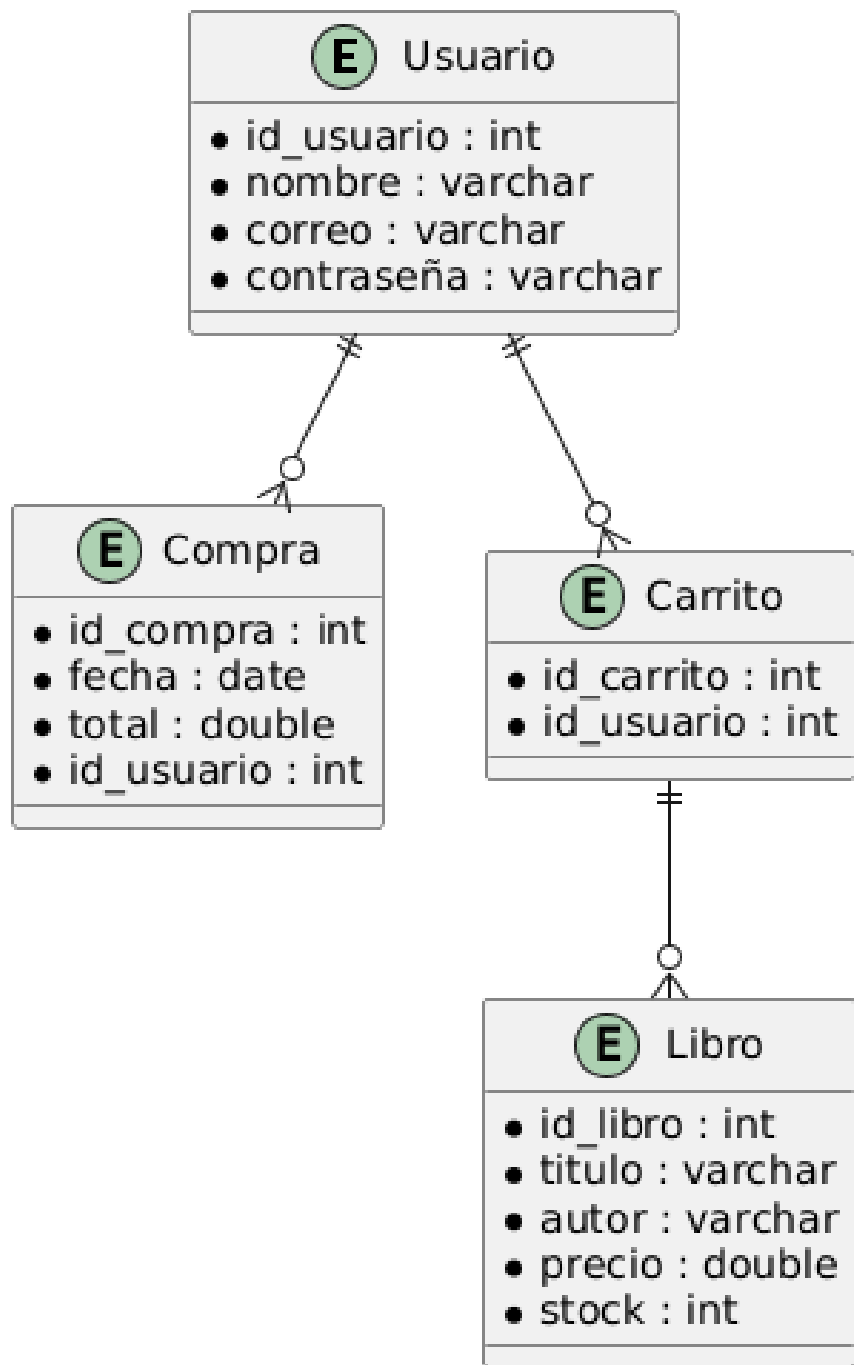 E Usuario
id_usuario : int
nombre : varchar
correo : varchar
contraseña : varchar
E Compra
id_compra : int
fecha : date
total : double
id_usuario : int
E Carrito
id_carrito : int
id_usuario : int
E Libro
id_libro : int
titulo : varchar
autor : varchar
precio : double
stock : int